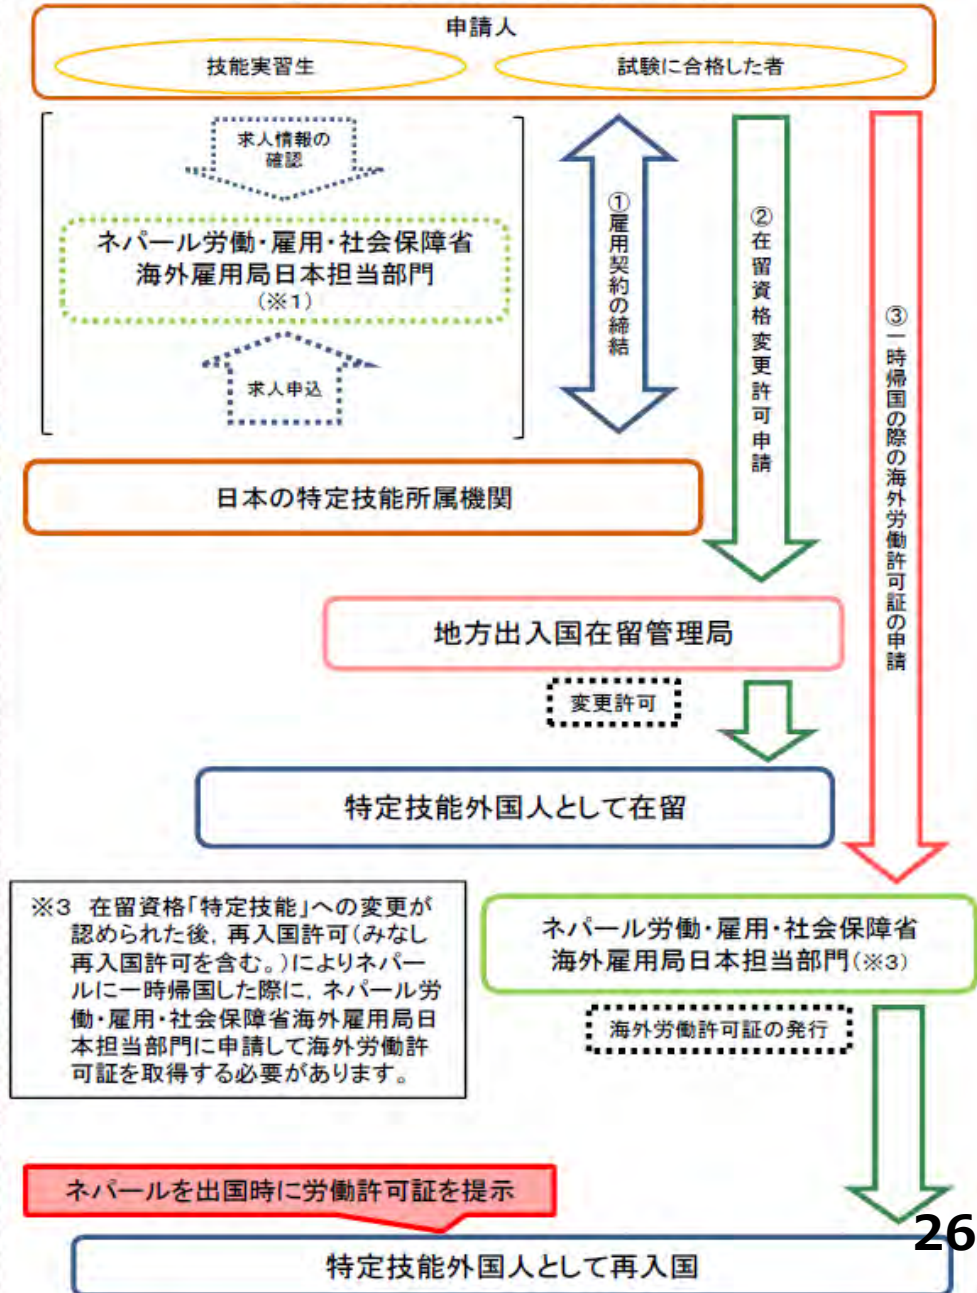 申請人
技能実習生
試験に合格した者
求人情報の
確認
ネパール労働・雇用・社会保障省
海外雇用局日本担当部門
(※1)
求人申込
①雇用契約の締結
②在留資格変更許可申請
③一時帰国の際の海外労働許可証の申請
日本の特定技能所属機関
地方出入国在留管理局
変更許可
特定技能外国人として在留
※3 在留資格「特定技能」への変更が
認められた後，再入国許可(みなし
再入国許可を含む。)によりネパー
ルに一時帰国した際に，ネパール労
働・雇用・社会保障省海外雇用局日
本担当部門に申請して海外労働許
可証を取得する必要があります。
ネパール労働・雇用・社会保障省
海外雇用局日本担当部門(※3)
海外労働許可証の発行
ネパールを出国時に労働許可証を提示
26
特定技能外国人として再入国